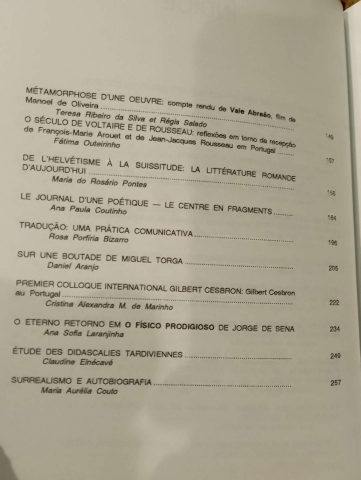 MÉTAMORPHOSE D'UNE OEUVRE: compte rendu de Vale Abraão, film de
Manoel de Oliveira
Teresa Ribeiro da Silva et Régis Salado
O SÉCULO DE VOLTAIRE E DE ROUSSEAU: reflexões em torno da recepção
de François-Marie Arouet et de Jean-Jacques Rousseau em Portugal
Fátima Outeirinho 157
DE L'HELVÉTISME À LA SUISSITUDE: LA LITTÉRATURE ROMANDE
D'AUJOURD'HUI
Maria do Rosário Pontes
LE JOURNAL D'UNE POÉTIQUE — LE CENTRE EN FRAGMENTS 184
Ana Paula Coutinho
TRADUÇÃO: UMA PRÁTICA COMUNICATIVA 196
Rosa Porfíria Bizarro
SUR UNE BOUTADE DE MIGUEL TORGA 205
Daniel Aranjo
PREMIER COLLOQUE INTERNATIONAL GILBERT CESBRON: Gilbert Cesbron
au Portugal 222
Cristina Alexandra M. de Marinho
O ETERNO RETORNO EM O FÍSICO PRODIGIOSO DE JORGE DE SENA 234
Ana Sofia Laranjinha
ÉTUDE DES DIDASCALIES TARDIVIENNES 249
Claudine Elnécavé
SURREALISMO E AUTOBIOGRAFIA 257
Maria Aurélia Couto